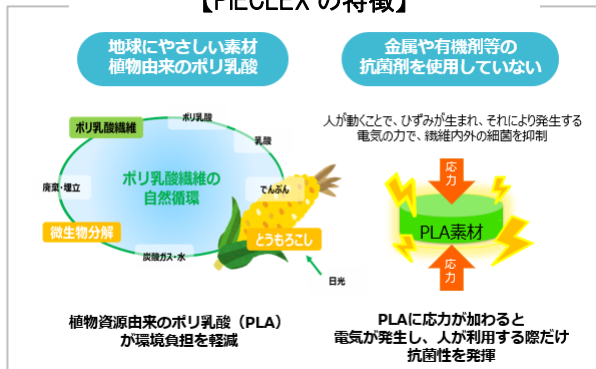 【PIECLEX の特徴】
地球にやさしい素材
植物由来のポリ乳酸
金属や有機剤等の
抗菌剤を使用していない
人が動くことで、ひずみが生まれ、それにより発生する
電気の力で、繊維内外の細菌を抑制
ポリ乳酸繊維
ポリ乳酸
乳酸
でんぷん
とうもろこし
日光
炭酸ガス・水
微生物分解
廃棄・埋立
ポリ乳酸繊維の
自然循環
応力
PLA素材
応力
植物資源由来のポリ乳酸（PLA）
が環境負担を軽減
PLAに応力が加わると
電気が発生し、人が利用する際だけ
抗菌性を発揮